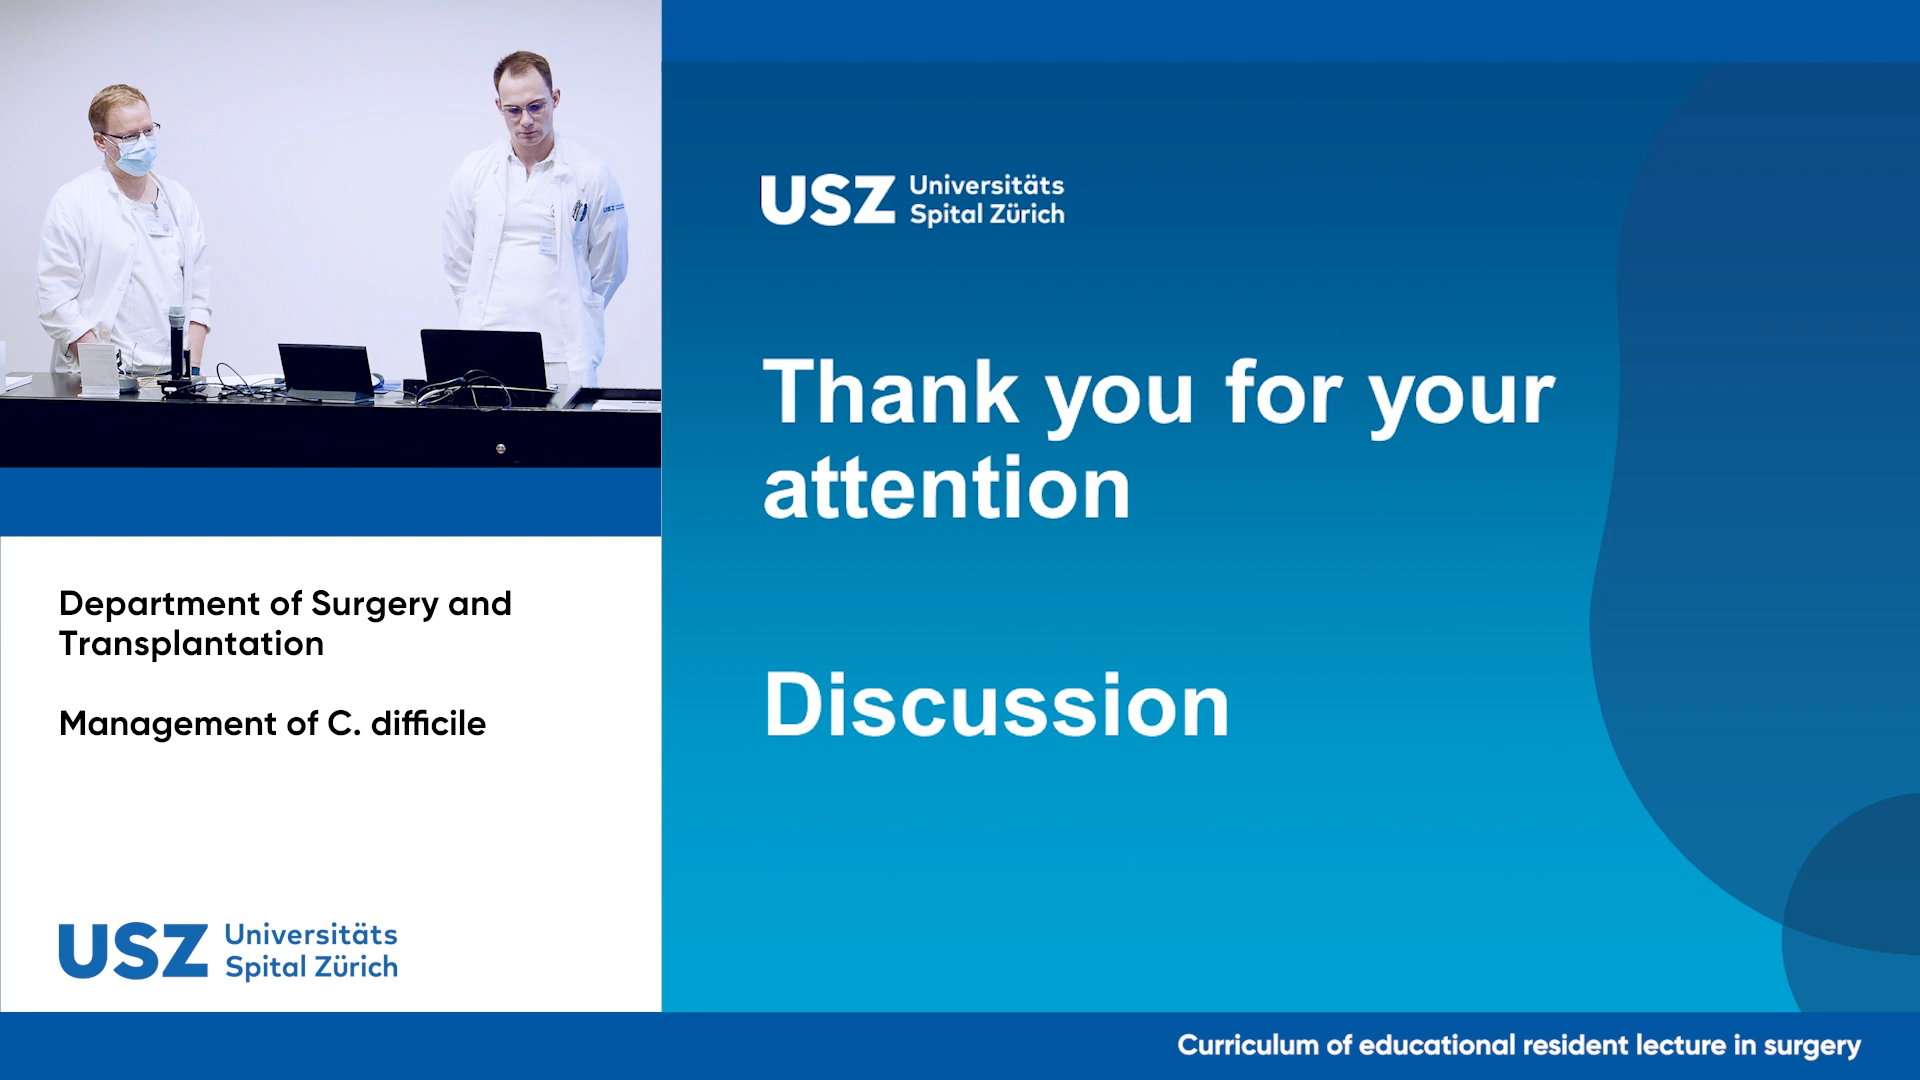 USZ Universitäts
Spital Zürich
Thank you for your
attention
Discussion
Department of Surgery and
Transplantation
Management of C. difficile
USZ Universitäts
Spital Zürich
Curriculum of educational resident lecture in surgery